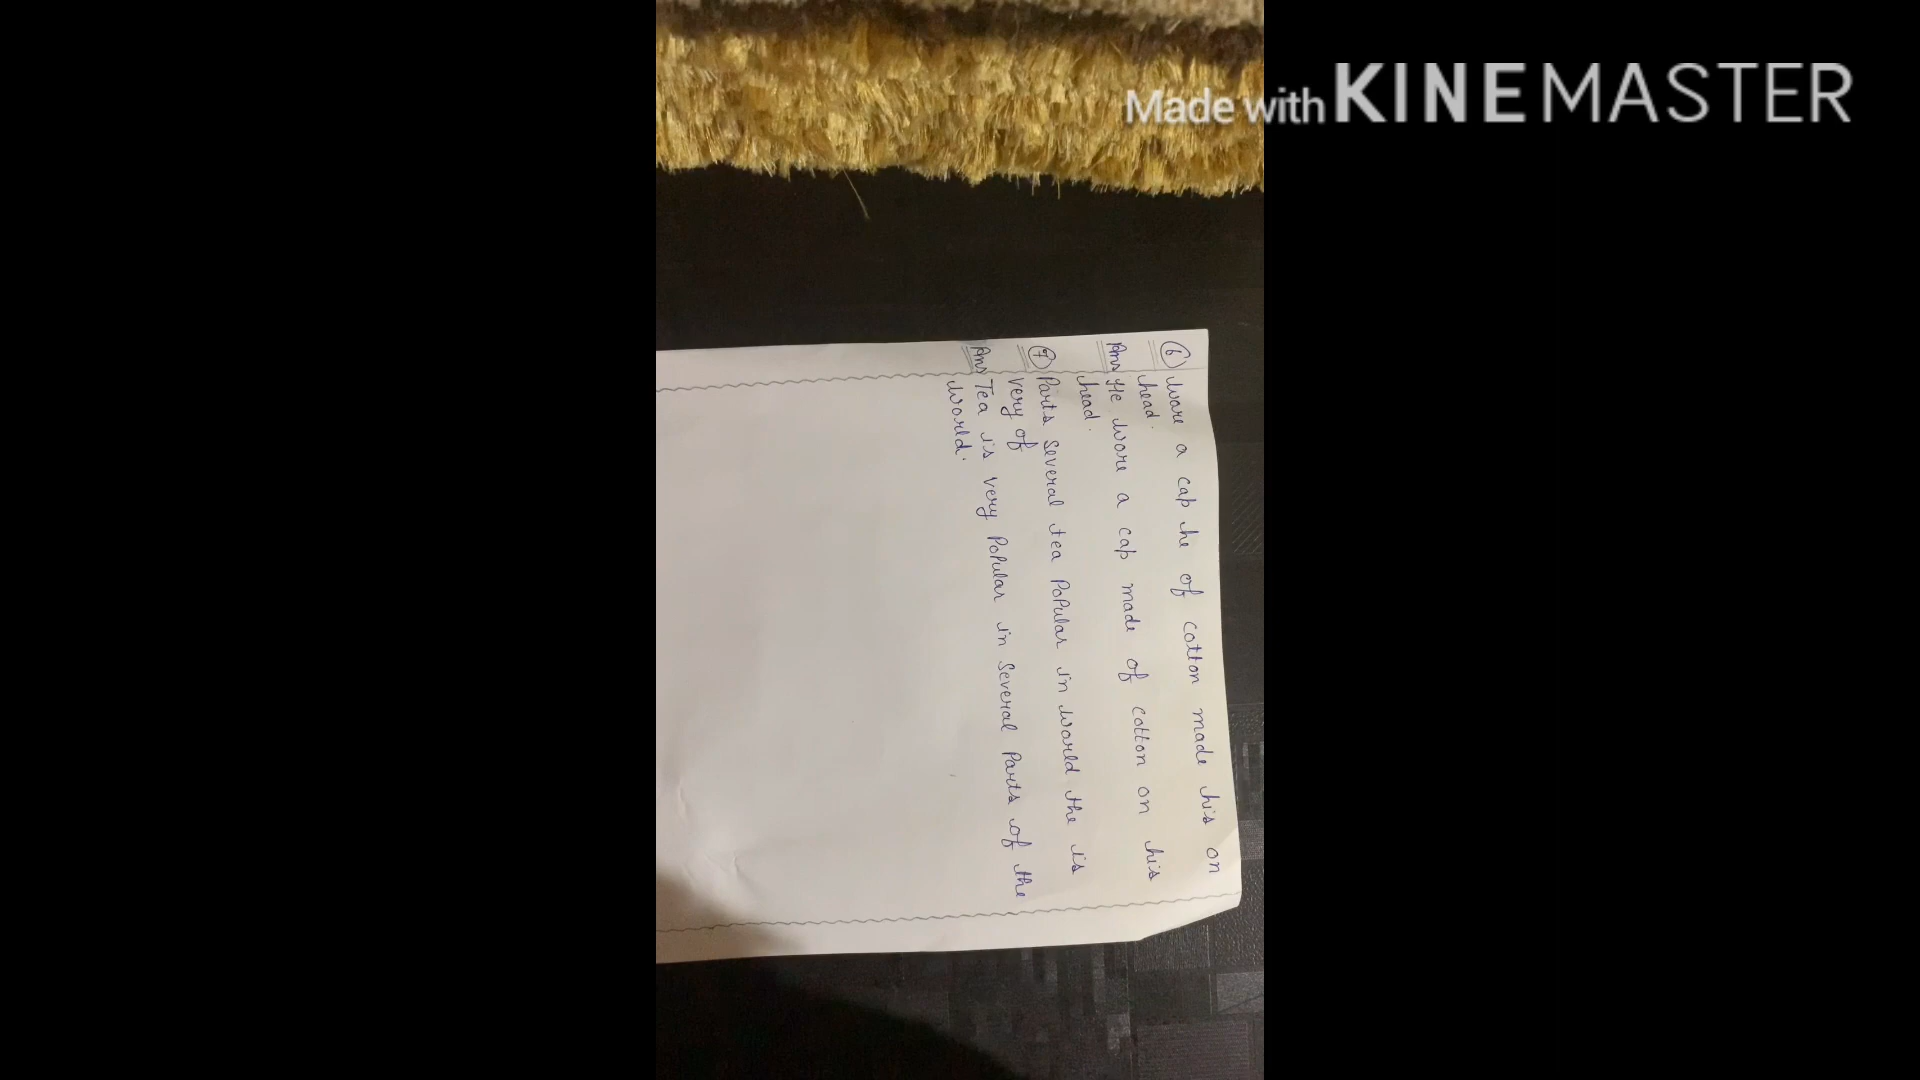 Made with KINEMASTER
6 wore a cap he of cotton made his on
head.
Ans He wore a cap made of cotton on his
head.
7 Parts several tea Popular in world the is
very of
Ans Tea is very Popular in several Parts of the
world.